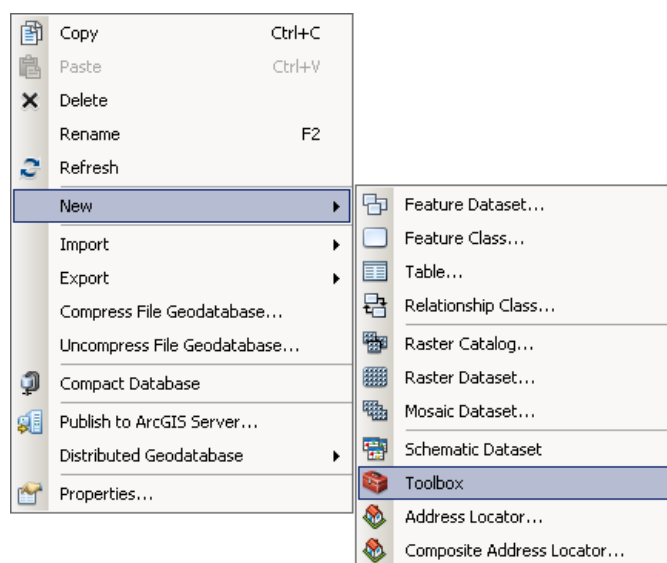 Copy Ctrl+C
Paste Ctrl+V
Delete
Rename F2
Refresh
New
Import
Export
Compress File Geodatabase...
Uncompress File Geodatabase...
Compact Database
Publish to ArcGIS Server...
Distributed Geodatabase
Properties...
Feature Dataset...
Feature Class...
Table...
Relationship Class...
Raster Catalog...
Raster Dataset...
Mosaic Dataset...
Schematic Dataset
Toolbox
Address Locator...
Composite Address Locator...